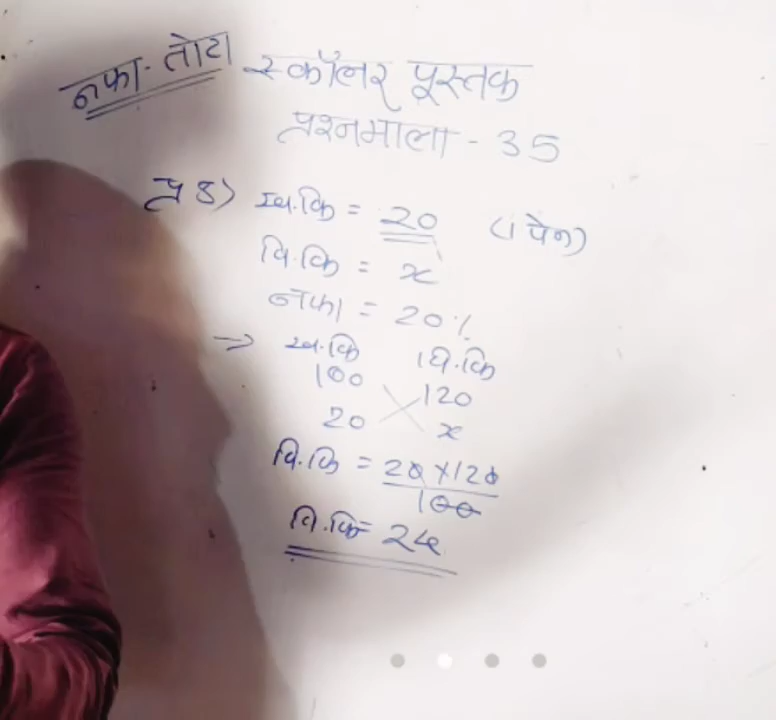 नफा-तोटा स्कॉलर पुस्तक
प्रश्नमाला - 35
प्र 8) ख.कि = 20 (1 पेन)
वि.कि = x
नफा = 20%
⇒ ख.कि वि.कि
100 120
20 x
वि.कि = 20 x 120
100
वि.कि = 24